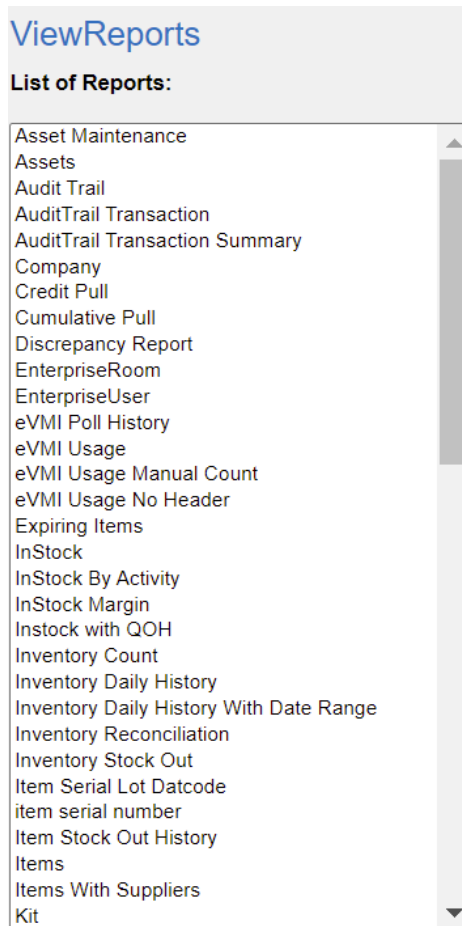 ViewReports
List of Reports:
Asset Maintenance
Assets
Audit Trail
AuditTrail Transaction
AuditTrail Transaction Summary
Company
Credit Pull
Cumulative Pull
Discrepancy Report
EnterpriseRoom
EnterpriseUser
eVMI Poll History
eVMI Usage
eVMI Usage Manual Count
eVMI Usage No Header
Expiring Items
InStock
InStock By Activity
InStock Margin
Instock with QOH
Inventory Count
Inventory Daily History
Inventory Daily History With Date Range
Inventory Reconciliation
Inventory Stock Out
Item Serial Lot Datcode
item serial number
Item Stock Out History
Items
Items With Suppliers
Kit